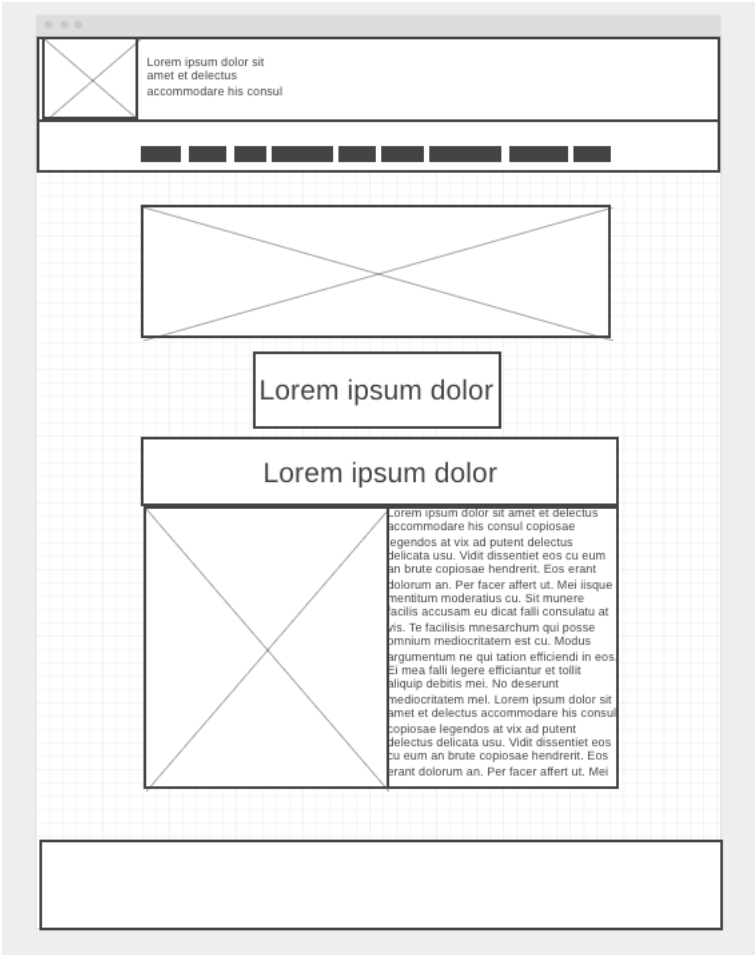 Lorem ipsum dolor sit
amet et delectus
accommodare his consul
Lorem ipsum dolor
Lorem ipsum dolor
Lorem ipsum dolor sit amet et delectus
accommodare his consul copiosae
legendos at vix ad putent delectus
delicata usu. Vidit dissentiet eos cu eum
an brute copiosae hendrerit. Eos erant
dolorum an. Per facer affert ut. Mei iisque
mentitum moderatius cu. Sit munere
facilis accusam eu dicat falli consulatu at
vis. Te facilisis mnesarchum qui posse
omnium mediocritatem est cu. Modus
argumentum ne qui tation efficiendi in eos.
Ei mea falli legere efficiantur et tollit
aliquip debitis mei. No deserunt
mediocritatem mel. Lorem ipsum dolor sit
amet et delectus accommodare his consul
copiosae legendos at vix ad putent
delectus delicata usu. Vidit dissentiet eos
cu eum an brute copiosae hendrerit. Eos
erant dolorum an. Per facer affert ut. Mei